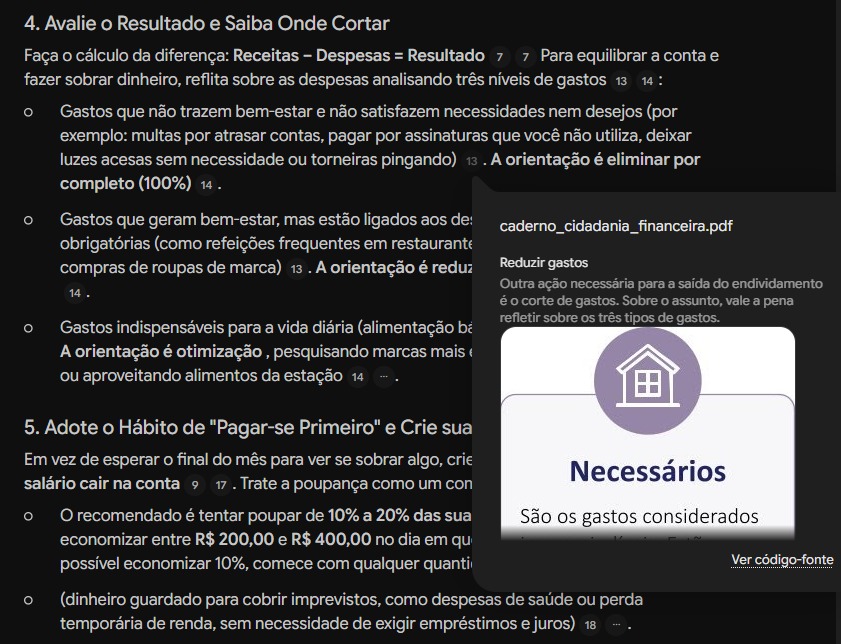 4. Avalie o Resultado e Saiba Onde Cortar
Faça o cálculo da diferença: Receitas – Despesas = Resultado 7 7 Para equilibrar a conta e
fazer sobrar dinheiro, reflita sobre as despesas analisando três níveis de gastos 13 14 :
o Gastos que não trazem bem-estar e não satisfazem necessidades nem desejos (por
exemplo: multas por atrasar contas, pagar por assinaturas que você não utiliza, deixar
luzes acesas sem necessidade ou torneiras pingando) 13 . A orientação é eliminar por
completo (100%) 14 .
o Gastos que geram bem-estar, mas estão ligados aos
obrigatórias (como refeições frequentes em restaurante
compras de roupas de marca) 13 . A orientação é
14 .
o Gastos indispensáveis para a vida diária (alimentação
A orientação é otimização , pesquisando marcas mais
ou aproveitando alimentos da estação 14 ... .
5. Adote o Hábito de "Pagar-se Primeiro" e Crie sua
Em vez de esperar o final do mês para ver se sobrar algo,
salário cair na conta 9 17 . Trate a poupança como um
o O recomendado é tentar poupar de 10% a 20% das
economizar entre R$ 200,00 e R$ 400,00 no dia em
possível economizar 10%, comece com qualquer
o (dinheiro guardado para cobrir imprevistos, como despesas de saúde ou perda
temporária de renda, sem necessidade de exigir empréstimos e juros) 18 ... .
caderno_cidadania_financeira.pdf
Reduzir gastos
Outra ação necessária para a saída do endividamento
é o corte de gastos. Sobre o assunto, vale a pena
refletir sobre os três tipos de gastos.
Necessários
São os gastos considerados
Ver código-fonte